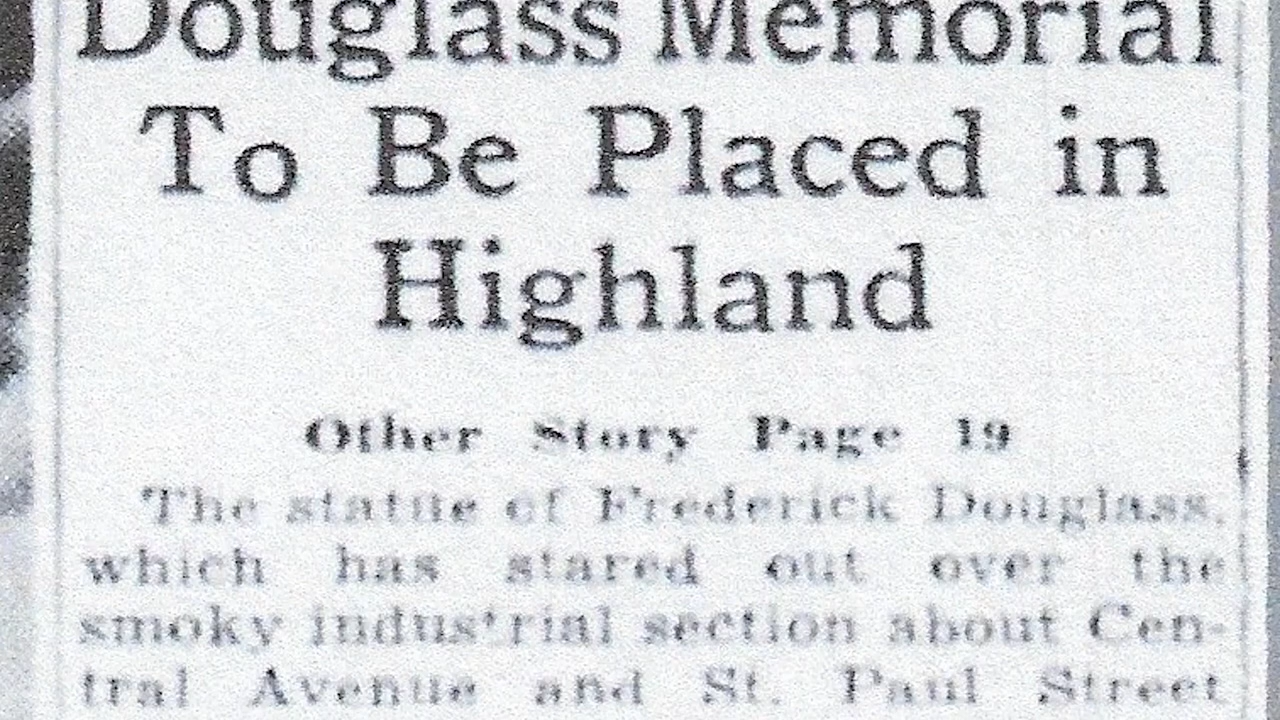 Douglass Memorial
To Be Placed in
Highland
Other Story Page 19
The statue of Frederick Douglass,
which has stared out over the
smoky industrial section about Cen-
tral Avenue and St. Paul Street